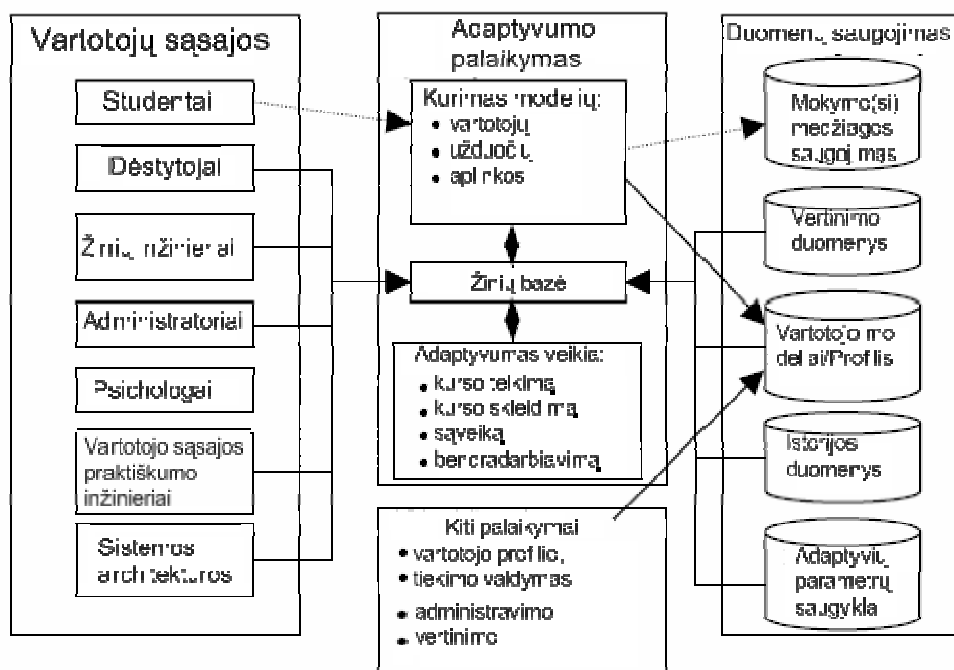 Vartotojų sąsajos
Studentai
Dėstytojai
Žinių inžinieriai
Administratoriai
Psichologai
Vartotojo sąsajos
praktiškumo
inžinieriai
Sistemos
architektūros
Adaptyvumo
palaikymas
Kūrimas modelių:
• vartotojų
• užduočių
• aplinkos
Žinių bazė
Adaptyvumas veikia:
• kurso teikimą
• kurso skleidimą
• sąveiką
• bendradarbiavimą
Kiti palaikymai
• vartotojo profilio,
• tiekimo valdymas
• administravimo
• vertinimo
Duomenų saugojimas
Mokymo(si)
medžiagos
saugojimas
Vertinimo
duomenys
Vartotojo mo
deliai/Profilis
Istorijos
duomenys
Adaptyvių
parametrų
saugykla